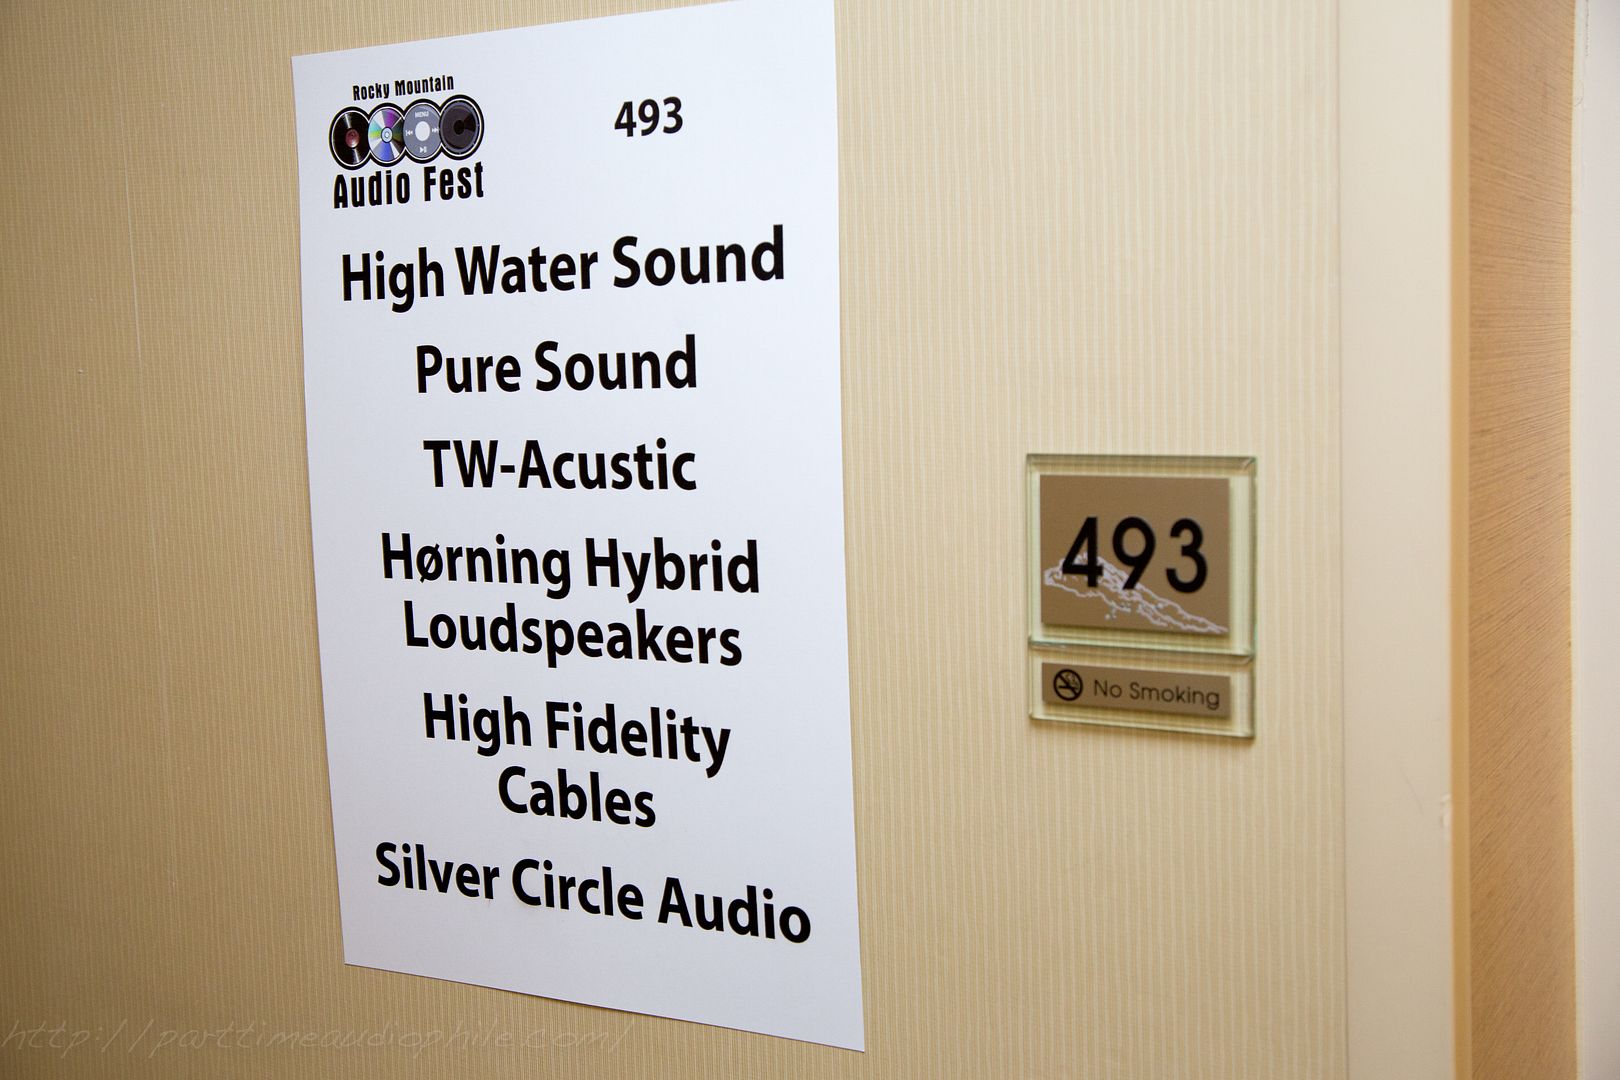 Rocky Mountain
MENU
Audio Fest
493
High Water Sound
Pure Sound
TW-Acustic
Hørning Hybrid
Loudspeakers
High Fidelity
Cables
Silver Circle Audio
493
No Smoking
http://parttimeaudiophile.com/